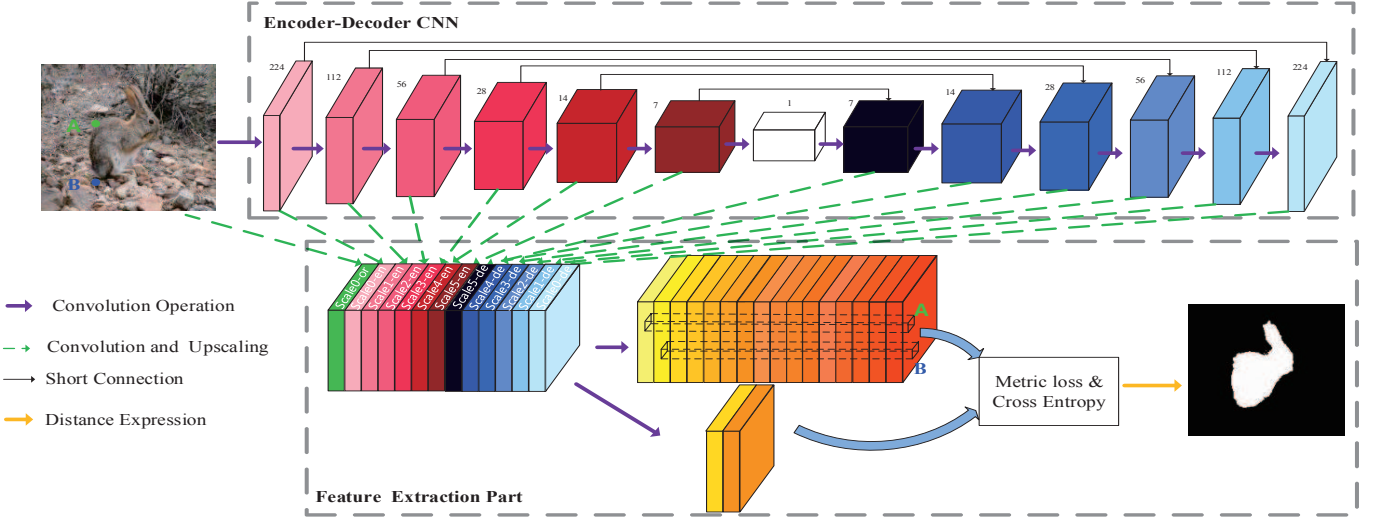 Encoder-Decoder CNN
224
112
56
28
14
7
1
7
14
28
56
112
224
A
B
Scale0-or
Scale0-en
Scale1-en
Scale2-en
Scale3-en
Scale4-en
Scale5-en
Scale5-de
Scale4-de
Scale3-de
Scale2-de
Scale1-de
Scale0-de
A
B
Convolution Operation
Convolution and Upscaling
Short Connection
Distance Expression
Metric loss &
Cross Entropy
Feature Extraction Part